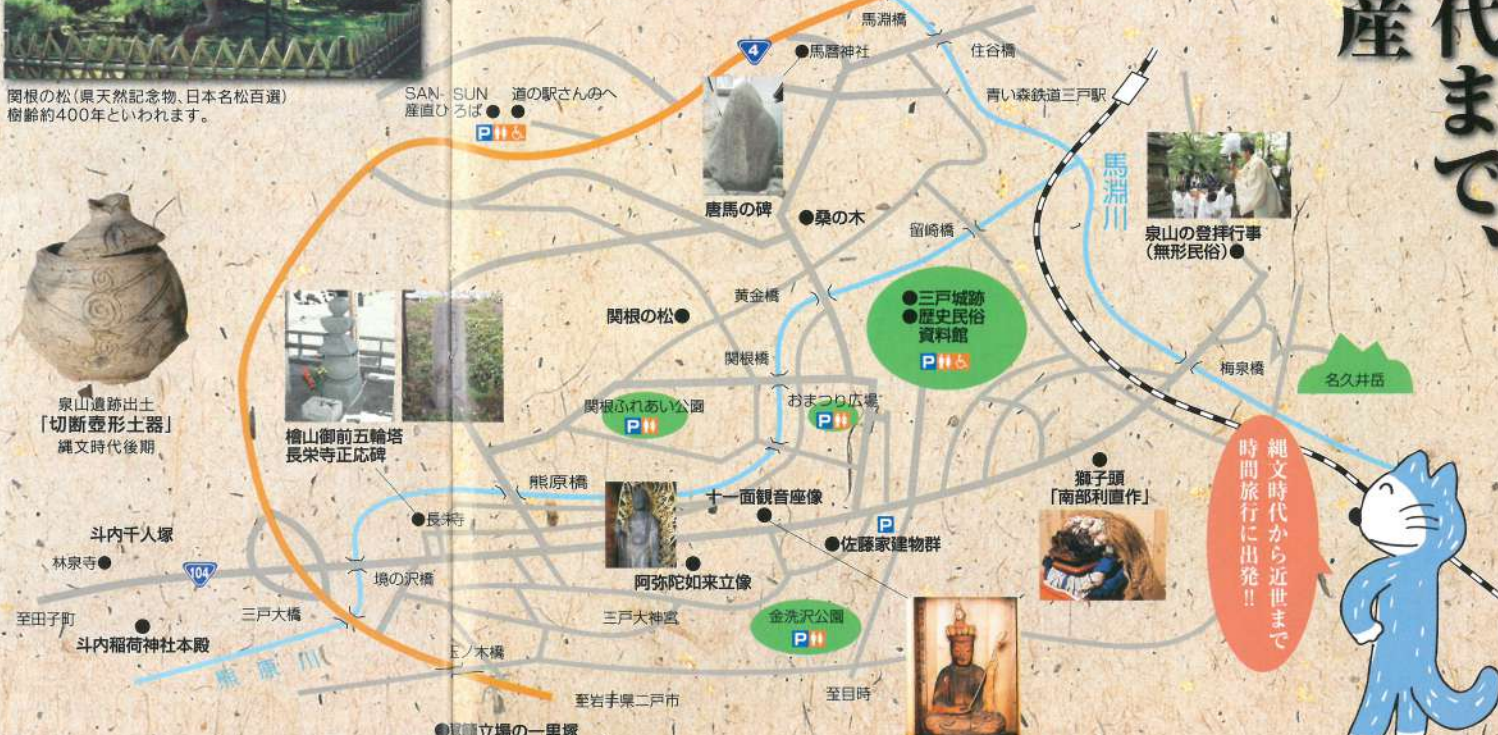 代まで、
産
関根の松(県天然記念物、日本名松百選)
樹齢約400年といわれます。
SAN-SUN
産直ひろば
道の駅さんのへ
P
4
馬暦神社
馬淵橋
住谷橋
青い森鉄道三戸駅
馬淵川
唐馬の碑
桑の木
留崎橋
泉山の登拝行事
(無形民俗)
黄金橋
関根の松
三戸城跡
歴史民俗
資料館
P
関根橋
梅泉橋
名久井岳
泉山遺跡出土
「切断壺形土器」
縄文時代後期
檜山御前五輪塔
長栄寺正応碑
関根ふれあい公園
P
おまつり広場
P
熊原橋
長栄寺
十一面観音座像
P
佐藤家建物群
獅子頭
「南部利直作」
縄文時代から近世まで
時間旅行に出発!!
斗内千人塚
林泉寺
104
境の沢橋
阿弥陀如来立像
至田子町
三戸大橋
斗内稲荷神社本殿
三戸大神宮
金洗沢公園
P
熊原川
玉ノ木橋
至岩手県二戸市
至目時
立場の一里塚